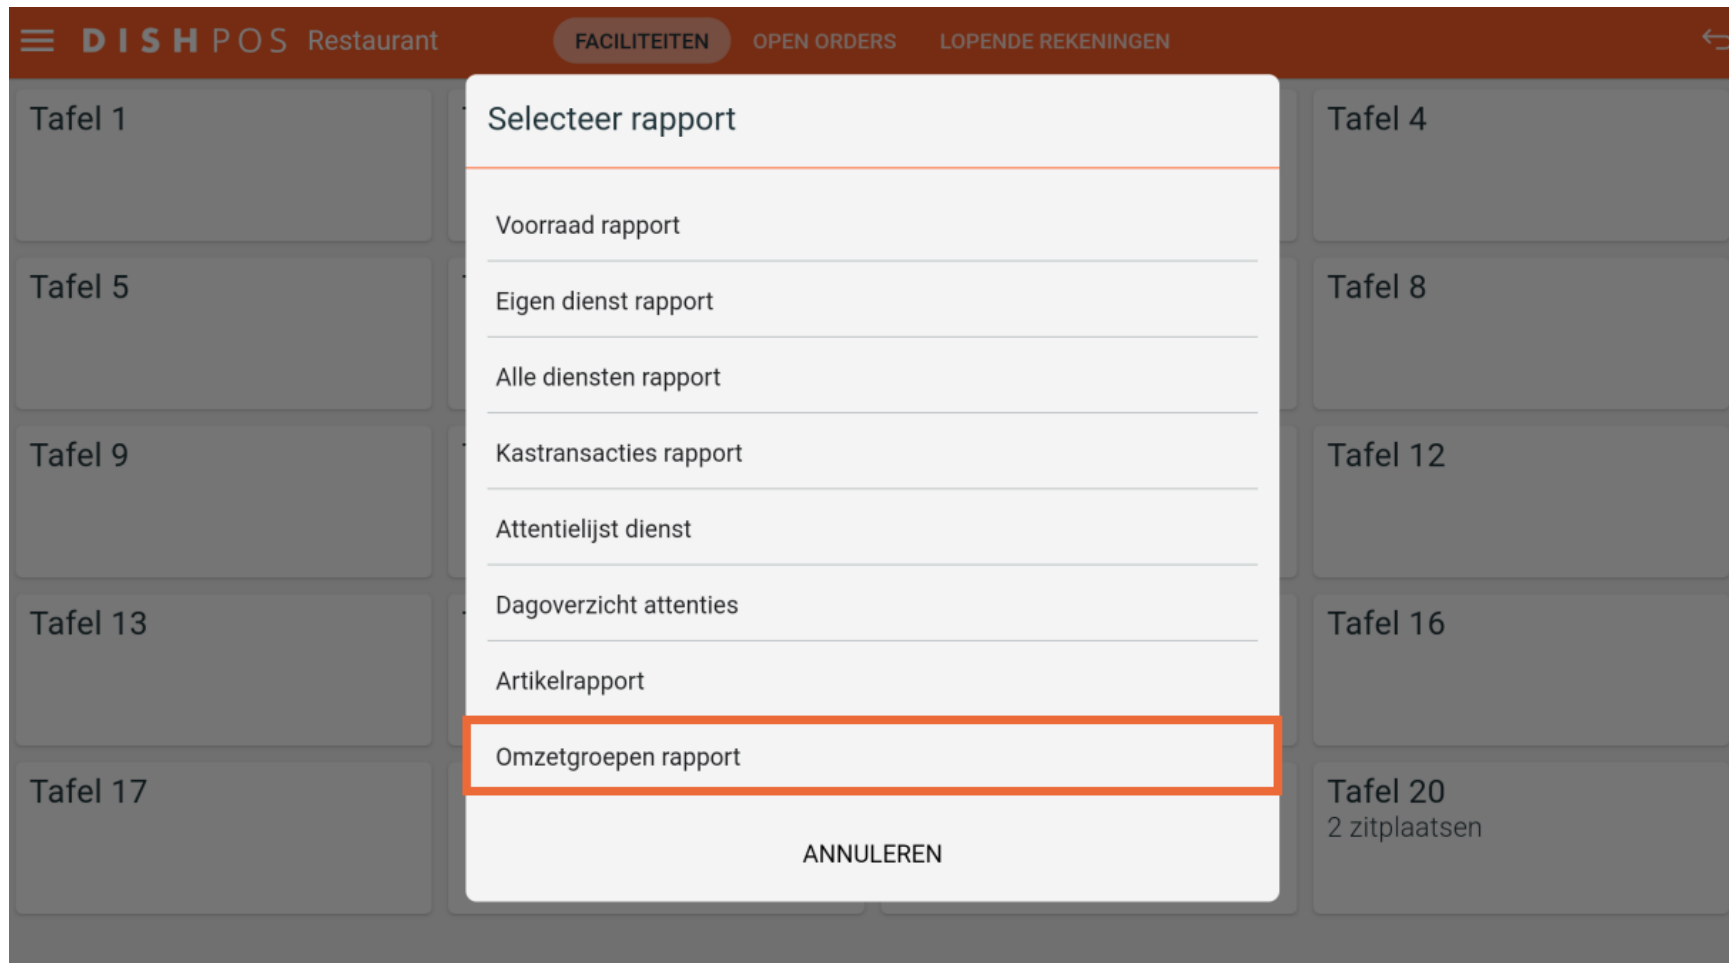 DISH POS Restaurant FACILITEITEN OPEN ORDERS LOPENDE REKENINGEN
Selecteer rapport
Voorraad rapport
Eigen dienst rapport
Alle diensten rapport
Kastransacties rapport
Attentielijst dienst
Dagoverzicht attenties
Artikelrapport
Omzetgroepen rapport
ANNULEREN
Tafel 1
Tafel 4
Tafel 5
Tafel 8
Tafel 9
Tafel 12
Tafel 13
Tafel 16
Tafel 17
Tafel 20
2 zitplaatsen